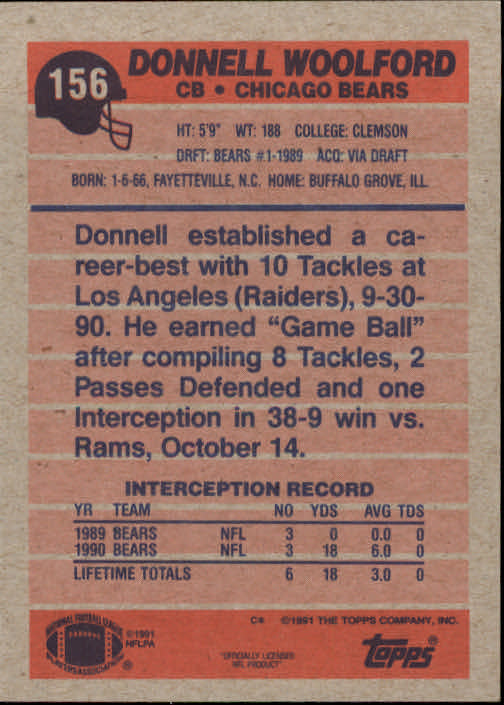 156
DONNELL WOOLFORD
CB • CHICAGO BEARS
HT: 5'9" WT: 188 COLLEGE: CLEMSON
DRFT: BEARS #1-1989 ACQ: VIA DRAFT
BORN: 1-6-66, FAYETTEVILLE, N.C. HOME: BUFFALO GROVE, ILL.
Donnell established a ca-
reer-best with 10 Tackles at
Los Angeles (Raiders), 9-30-
90. He earned “Game Ball”
after compiling 8 Tackles, 2
Passes Defended and one
Interception in 38-9 win vs.
Rams, October 14.
INTERCEPTION RECORD
YR TEAM NO YDS AVG TDS
1989 BEARS NFL 3 0 0.0 0
1990 BEARS NFL 3 18 6.0 0
LIFETIME TOTALS 6 18 3.0 0
NATIONAL FOOTBALL LEAGUE
PLAYERS ASSOCIATION ®
©1991
NFLPA
C* ©1991 THE TOPPS COMPANY, INC.
"OFFICIALLY LICENSED
NFL PRODUCT"
Topps®